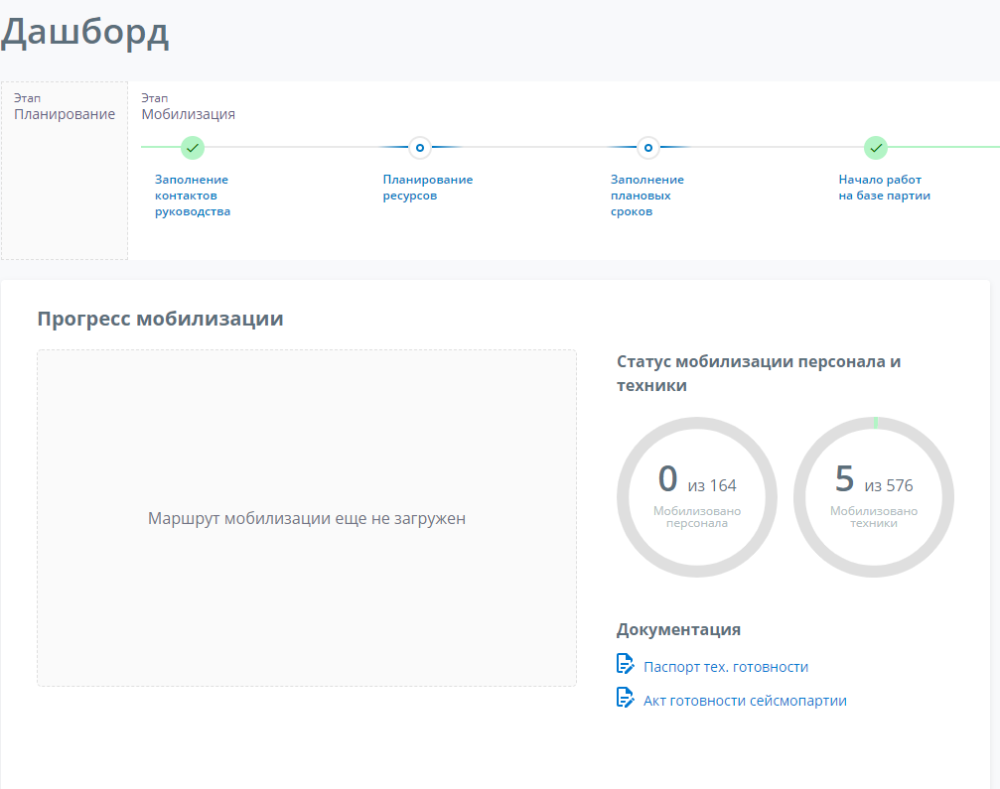 Дашборд
Этап
Планирование
Этап
Мобилизация
Заполнение
контактов
руководства
Планирование
ресурсов
Заполнение
плановых
сроков
Начало работ
на базе партии
Прогресс мобилизации
Маршрут мобилизации еще не загружен
Статус мобилизации персонала и
техники
0 из 164
Мобилизовано
персонала
5 из 576
Мобилизовано
техники
Документация
Паспорт тех. готовности
Акт готовности сейсмопартии